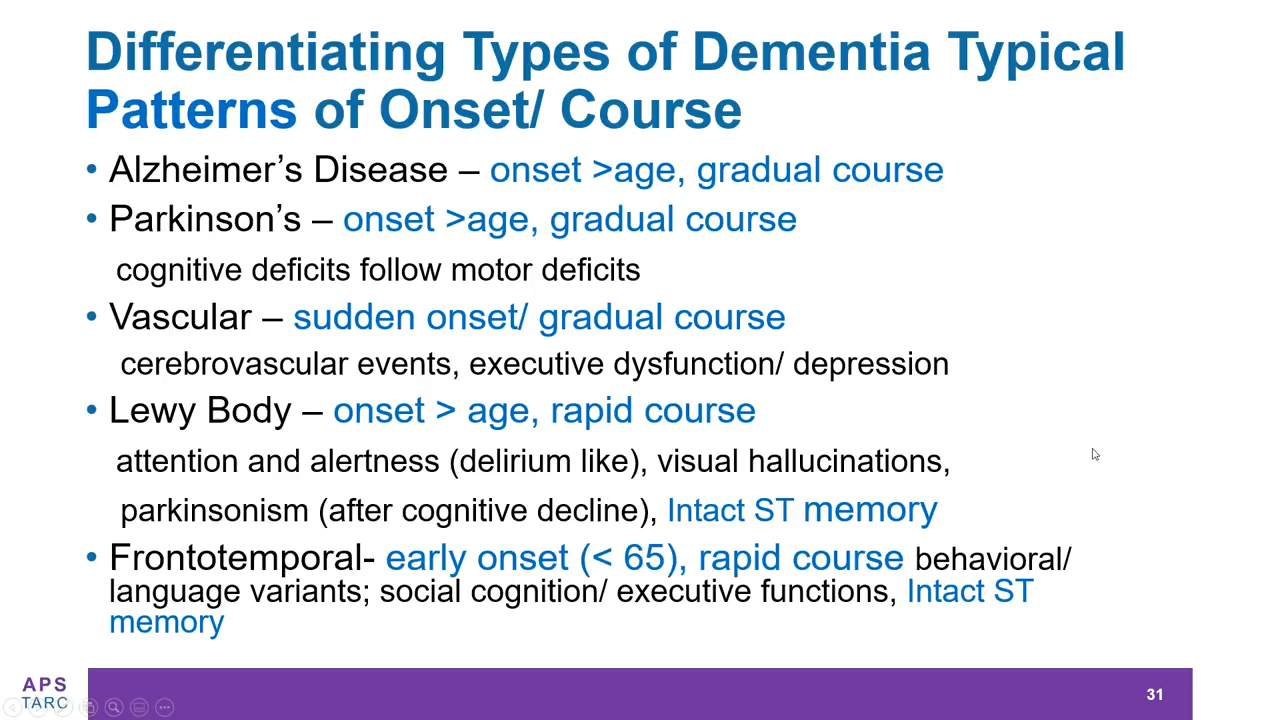 Differentiating Types of Dementia Typical
Patterns of Onset/ Course
• Alzheimer’s Disease – onset >age, gradual course
• Parkinson’s – onset >age, gradual course
cognitive deficits follow motor deficits
• Vascular – sudden onset/ gradual course
cerebrovascular events, executive dysfunction/ depression
• Lewy Body – onset > age, rapid course
attention and alertness (delirium like), visual hallucinations,
parkinsonism (after cognitive decline), Intact ST memory
• Frontotemporal- early onset (< 65), rapid course behavioral/
language variants; social cognition/ executive functions, Intact ST
memory
APS
TARC
31